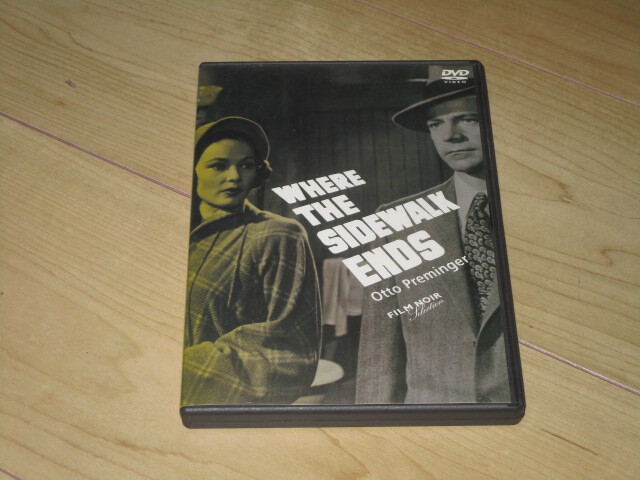 DVD
VIDEO
WHERE
THE
SIDEWALK
ENDS
Otto Preminger
FILM NOIR
Selection